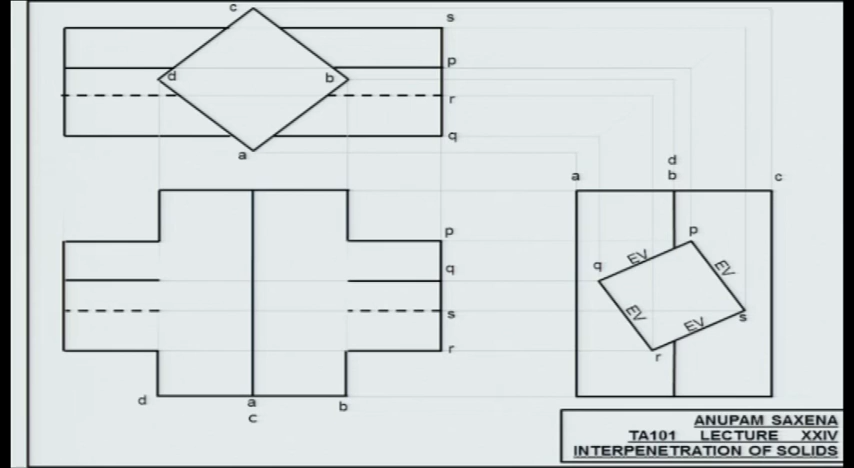 c
s
p
d
b
r
q
a
d
a
b
c
p
q
p
EV
q
EV
s
EV
EV
s
r
r
d
a
b
c
ANUPAM SAXENA
TA101 LECTURE XXIV
INTERPENETRATION OF SOLIDS